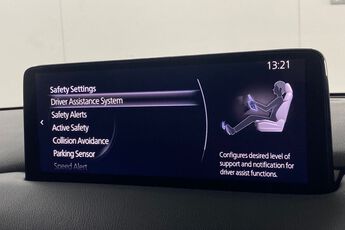 13:21
Safety Settings
Driver Assistance System
Safety Alerts
Active Safety
Collision Avoidance
Parking Sensor
Speed Alert
Configures desired level of
support and notification for
driver assist functions.